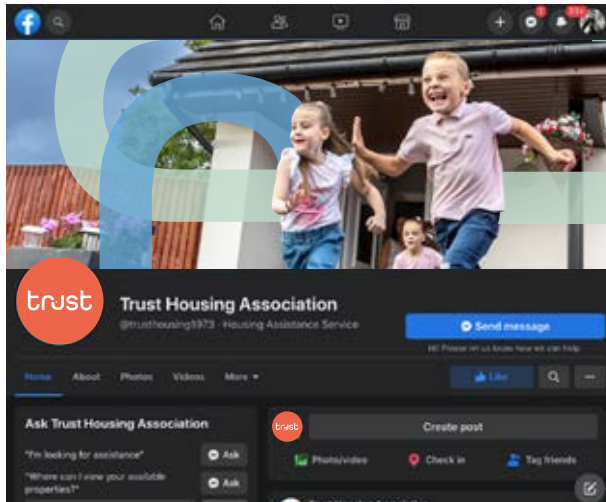 trust
Trust Housing Association
@trusthousing1973 · Housing Assistance Service
Send message
Hi! Please let us know how we can help
Home About Photos Videos More
Like
Ask Trust Housing Association
"I'm looking for assistance"
Ask
"Where can I view your available
properties?"
Ask
trust
Create post
Photo/video Check in Tag friends